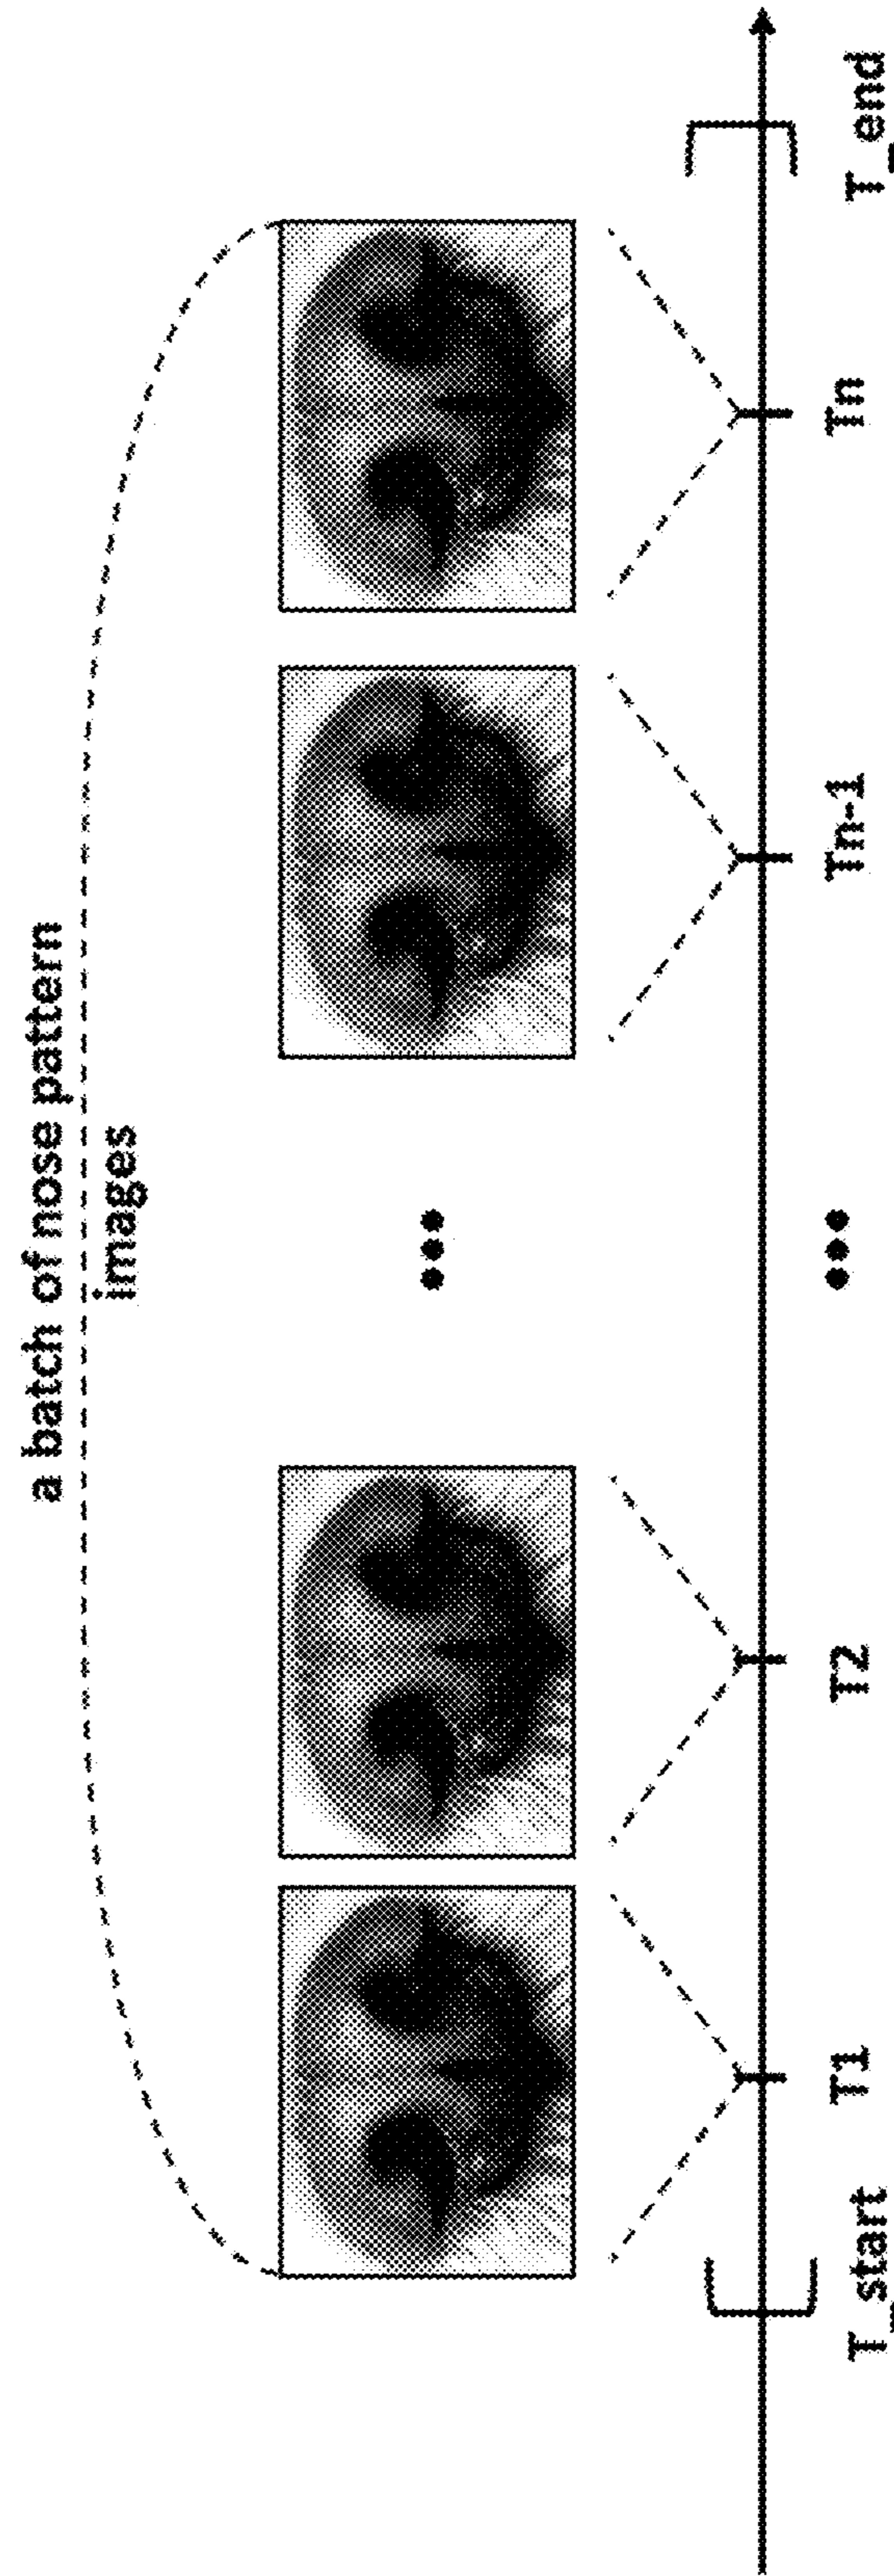 a batch of nose pattern
images
•••
•••
T_start
T1
T2
Tn-1
Tn
T_end